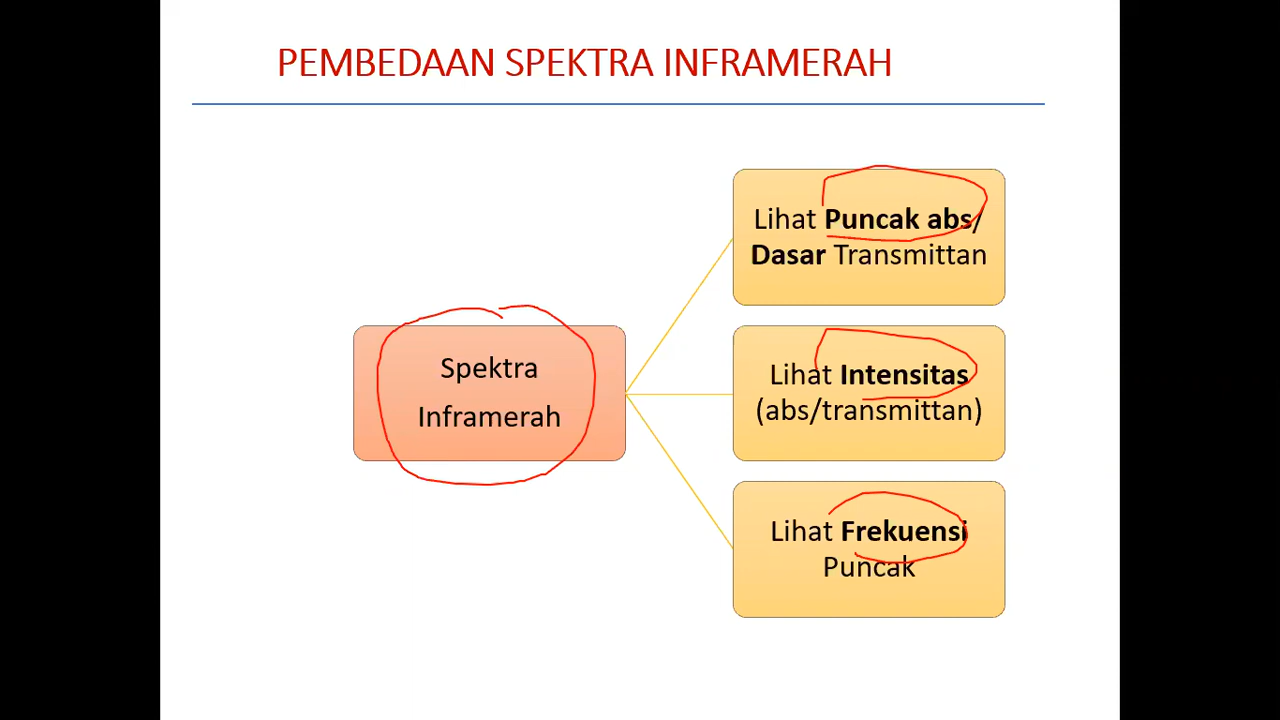 PEMBEDAAN SPEKTRA INFRAMERAH
Spektra
Inframerah
Lihat Puncak abs/
Dasar Transmittan
Lihat Intensitas
(abs/transmittan)
Lihat Frekuensi
Puncak